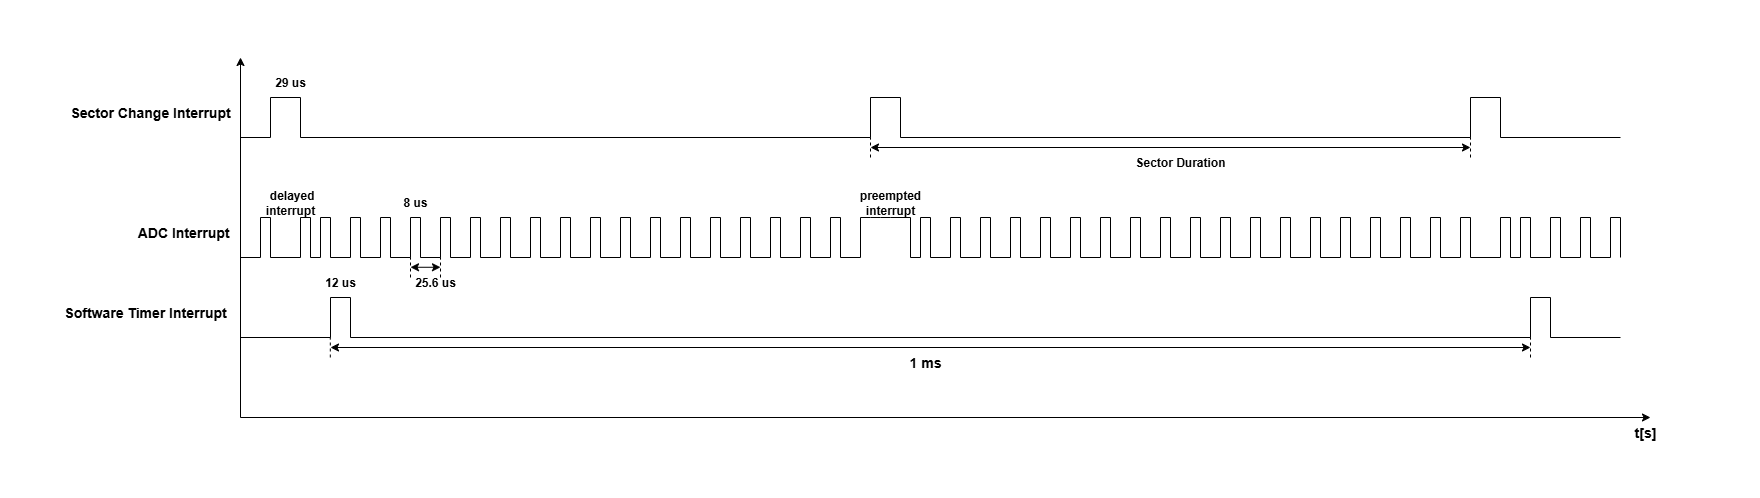 29 us
Sector Change Interrupt
Sector Duration
delayed
interrupt
8 us
preempted
interrupt
ADC Interrupt
25.6 us
12 us
Software Timer Interrupt
1 ms
t[s]